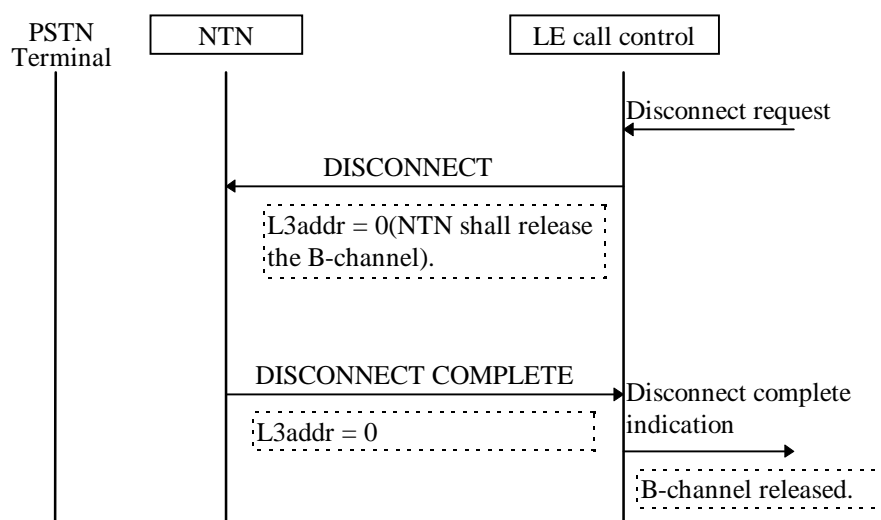 PSTN
Terminal
NTN
LE call control
Disconnect request
DISCONNECT
L3addr = 0(NTN shall release
the B-channel).
DISCONNECT COMPLETE
Disconnect complete
indication
L3addr = 0
B-channel released.